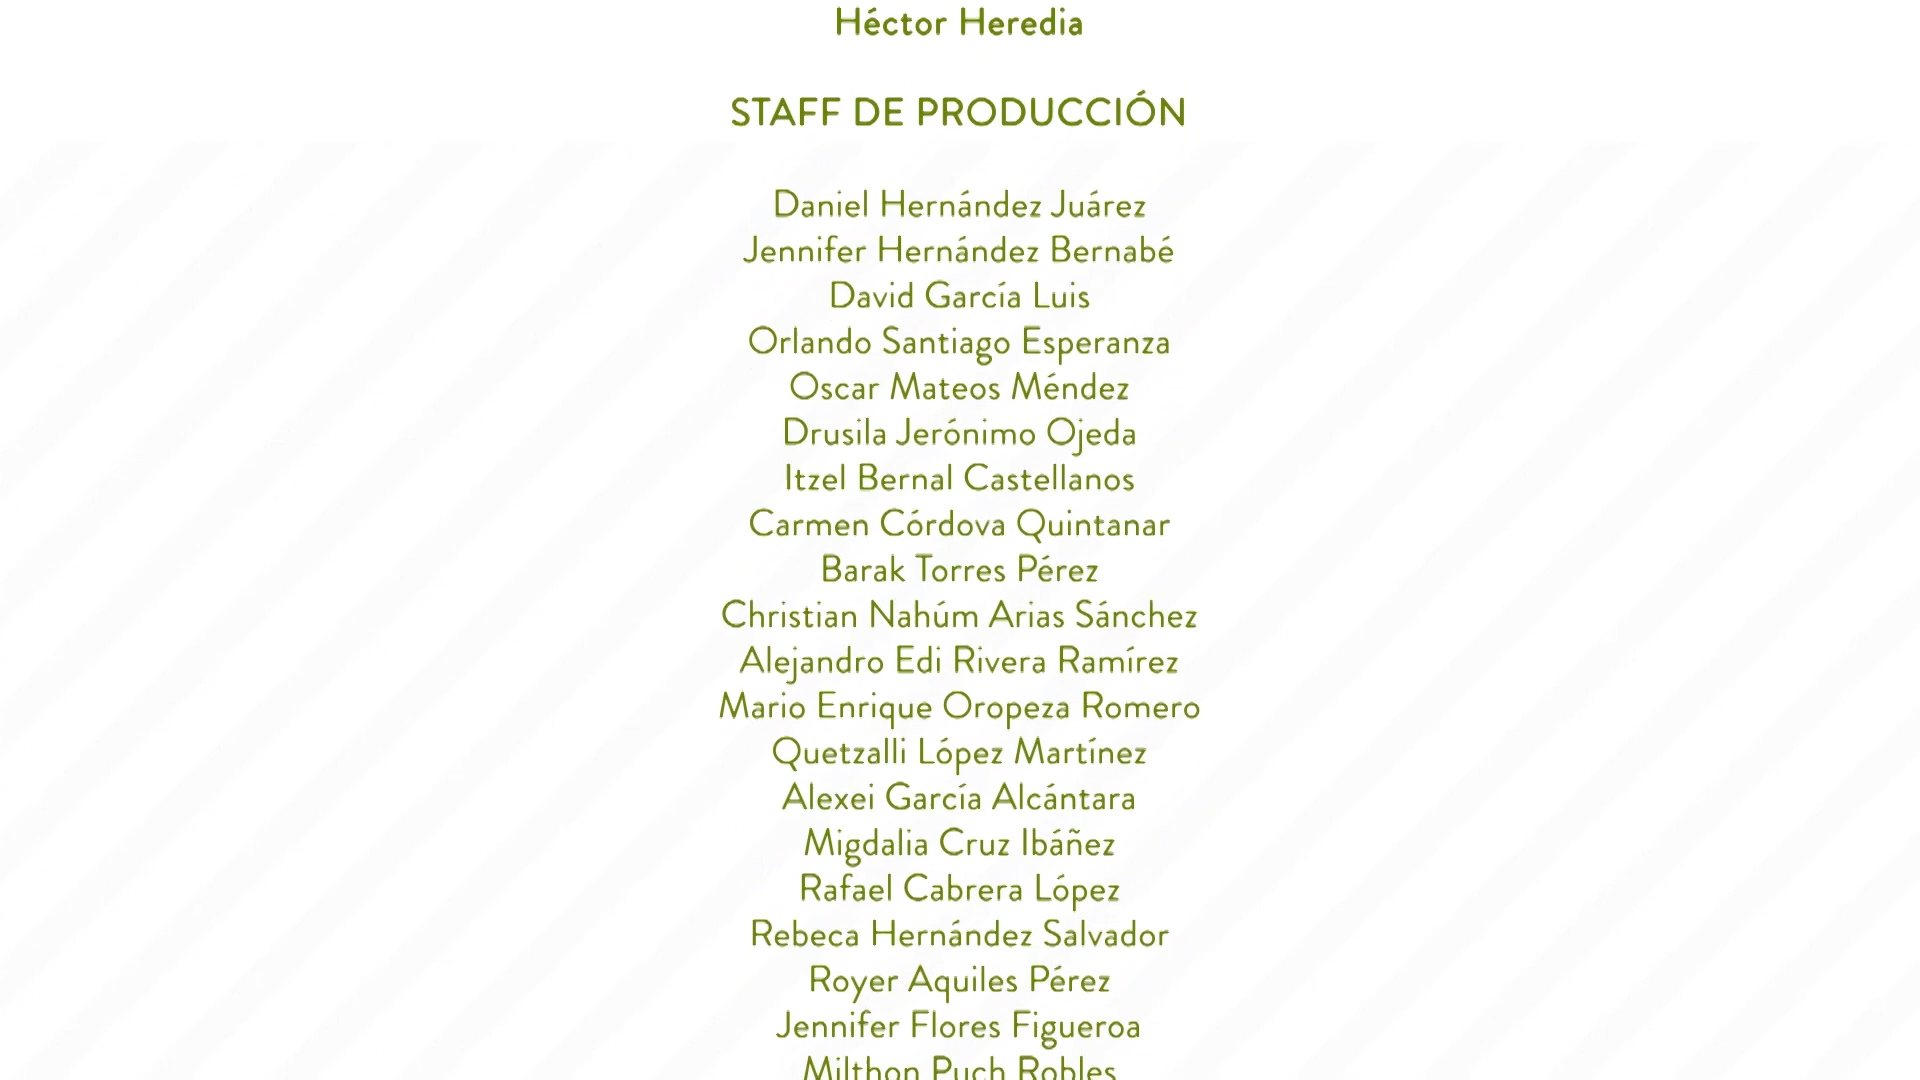 Héctor Heredia
STAFF DE PRODUCCIÓN
Daniel Hernández Juárez
Jennifer Hernández Bernabé
David García Luis
Orlando Santiago Esperanza
Oscar Mateos Méndez
Drusila Jerónimo Ojeda
Itzel Bernal Castellanos
Carmen Córdova Quintanar
Barak Torres Pérez
Christian Nahúm Arias Sánchez
Alejandro Edi Rivera Ramírez
Mario Enrique Oropeza Romero
Quetzalli López Martínez
Alexei García Alcántara
Migdalia Cruz Ibáñez
Rafael Cabrera López
Rebeca Hernández Salvador
Royer Aquiles Pérez
Jennifer Flores Figueroa
Milthon Puch Robles